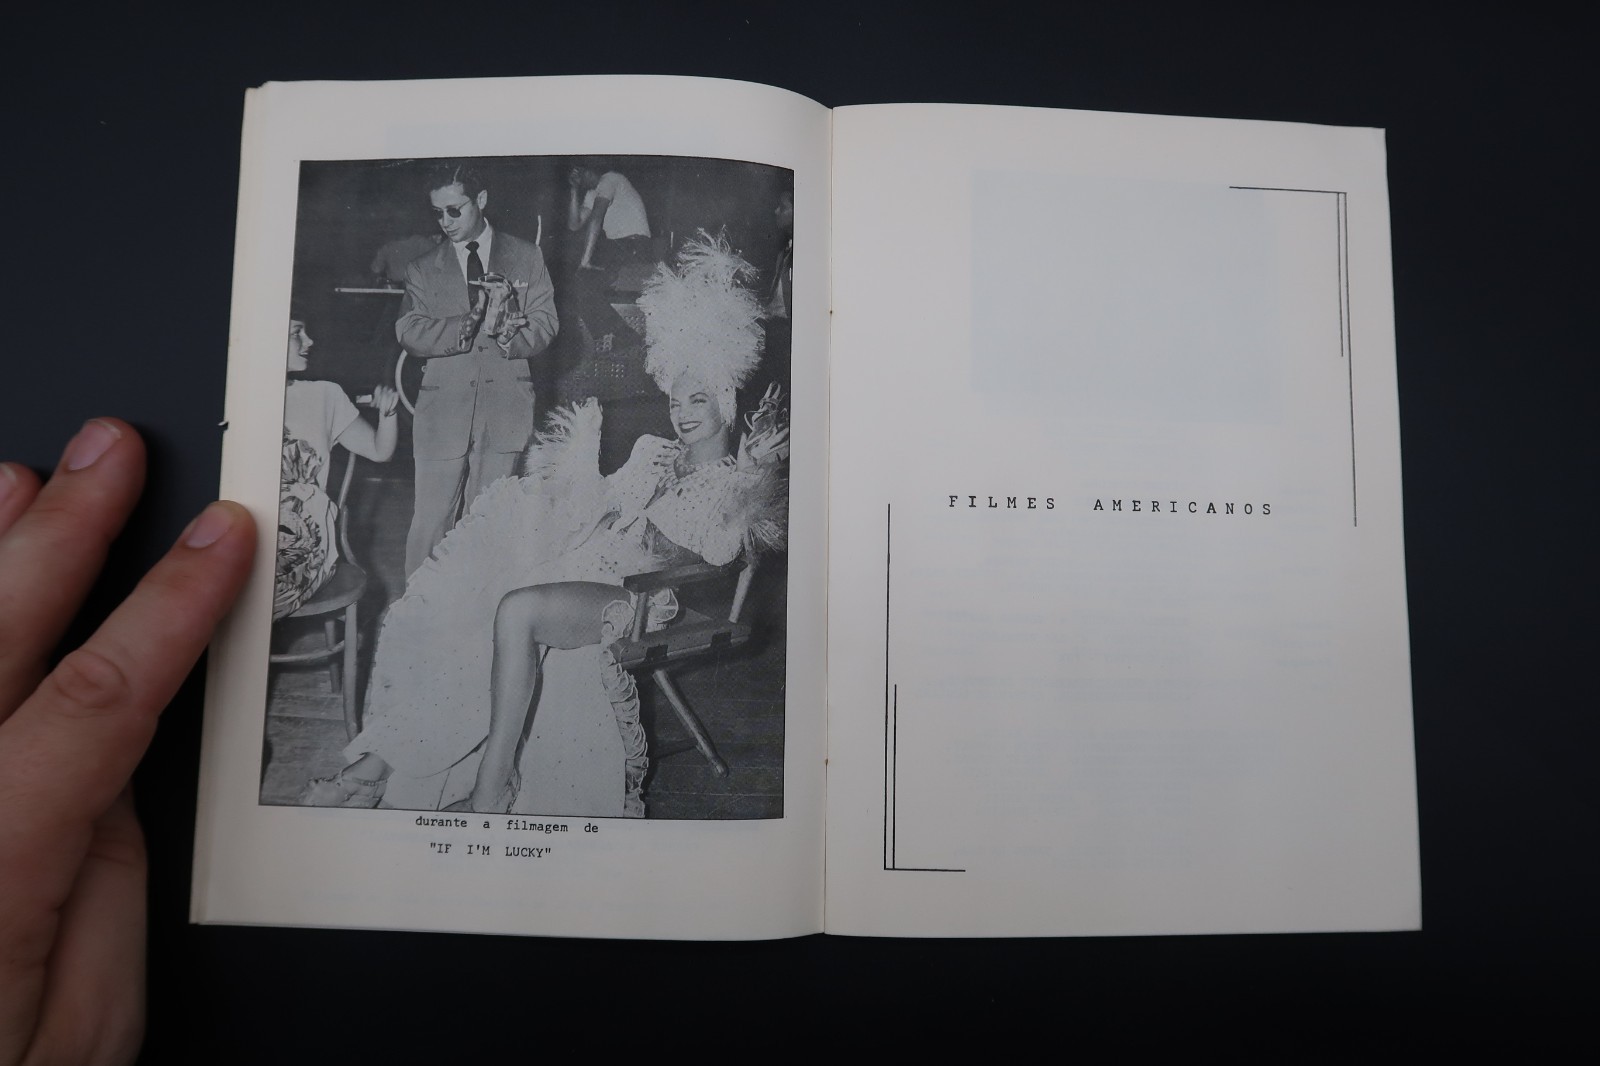 durante a filmagem de
"IF I'M LUCKY"
FILMES AMERICANOS